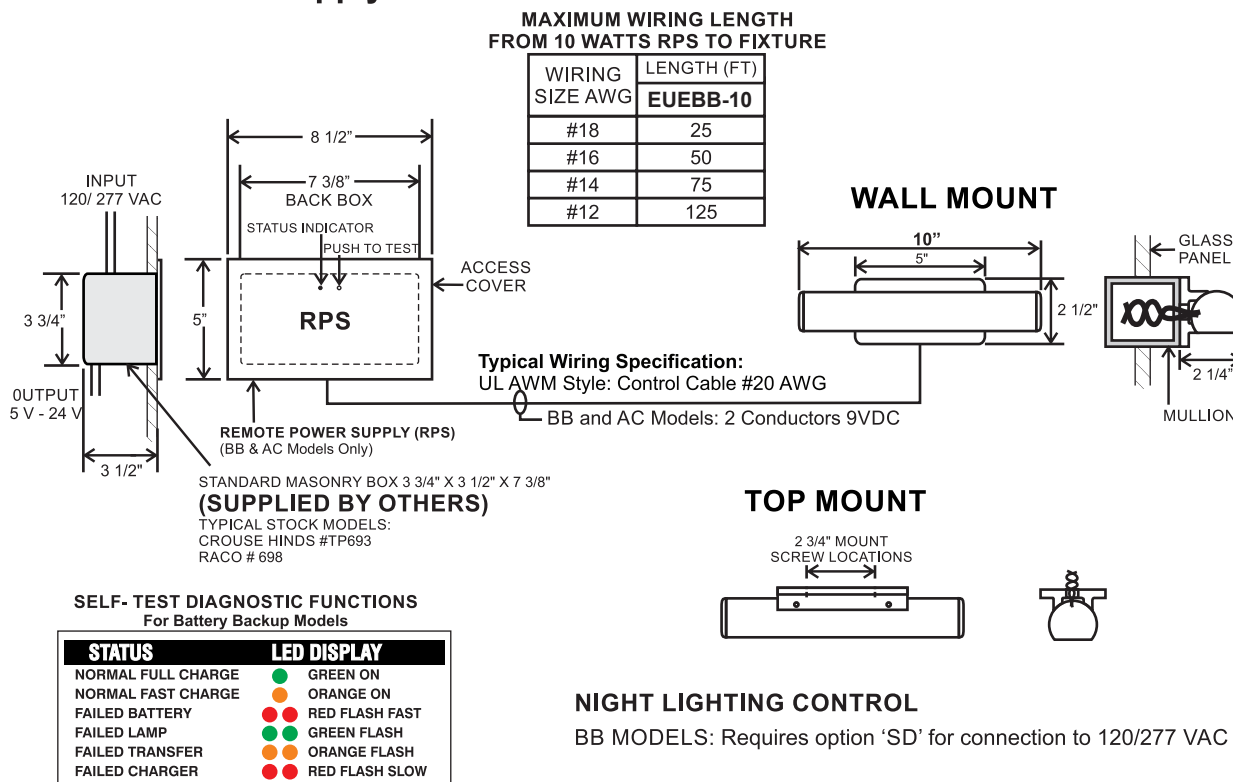 MAXIMUM WIRING LENGTH
FROM 10 WATTS RPS TO FIXTURE
WIRING
SIZE AWG
LENGTH (FT)
EUEBB-10
#18 25
#16 50
#14 75
#12 125
8 1/2”
7 3/8”
BACK BOX
STATUS INDICATOR
PUSH TO TEST
INPUT
120/ 277 VAC
ACCESS
COVER
3 3/4”
5”
RPS
0UTPUT
5 V - 24 V
3 1/2"
REMOTE POWER SUPPLY (RPS)
(BB & AC Models Only)
STANDARD MASONRY BOX 3 3/4" X 3 1/2" X 7 3/8"
(SUPPLIED BY OTHERS)
TYPICAL STOCK MODELS:
CROUSE HINDS #TP693
RACO # 698
Typical Wiring Specification:
UL AWM Style: Control Cable #20 AWG
BB and AC Models: 2 Conductors 9VDC
WALL MOUNT
10”
5"
2 1/2"
GLASS
PANEL
2 1/4"
MULLION
TOP MOUNT
2 3/4" MOUNT
SCREW LOCATIONS
SELF- TEST DIAGNOSTIC FUNCTIONS
For Battery Backup Models
STATUS LED DISPLAY
NORMAL FULL CHARGE GREEN ON
NORMAL FAST CHARGE ORANGE ON
FAILED BATTERY RED FLASH FAST
FAILED LAMP GREEN FLASH
FAILED TRANSFER ORANGE FLASH
FAILED CHARGER RED FLASH SLOW
NIGHT LIGHTING CONTROL
BB MODELS: Requires option ‘SD’ for connection to 120/277 VAC